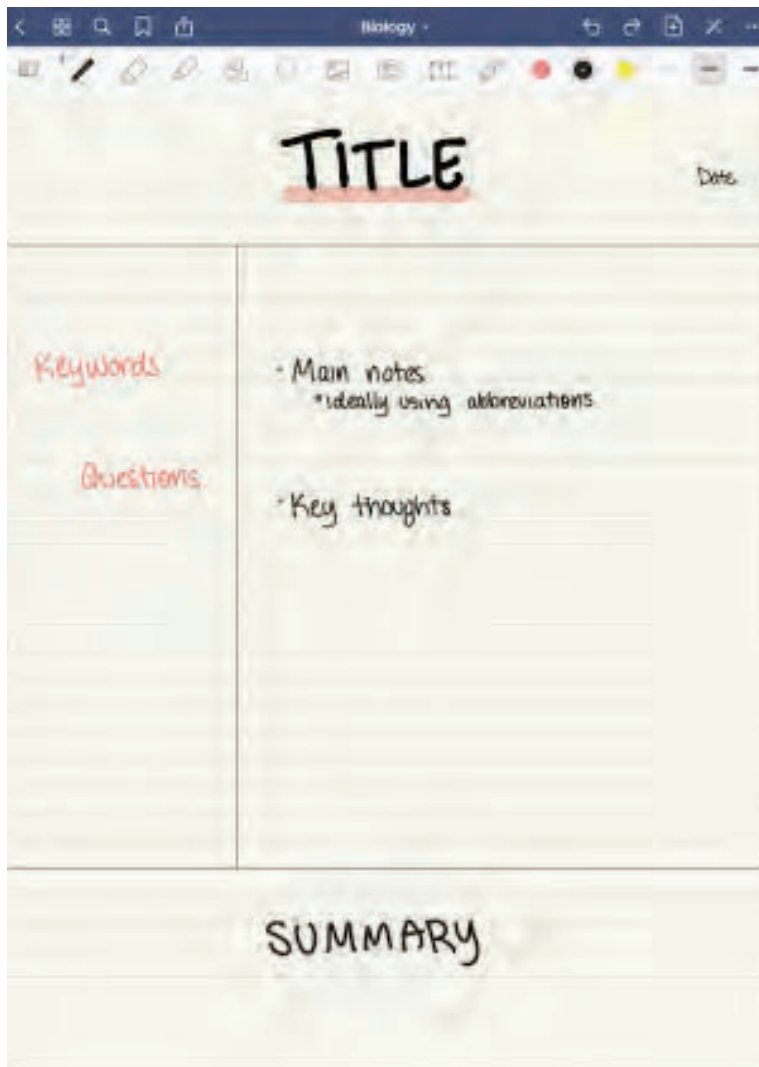 Biology
TITLE
Date
Keywords
• Main notes
*ideally using abbreviations
Questions
• Key thoughts
SUMMARY